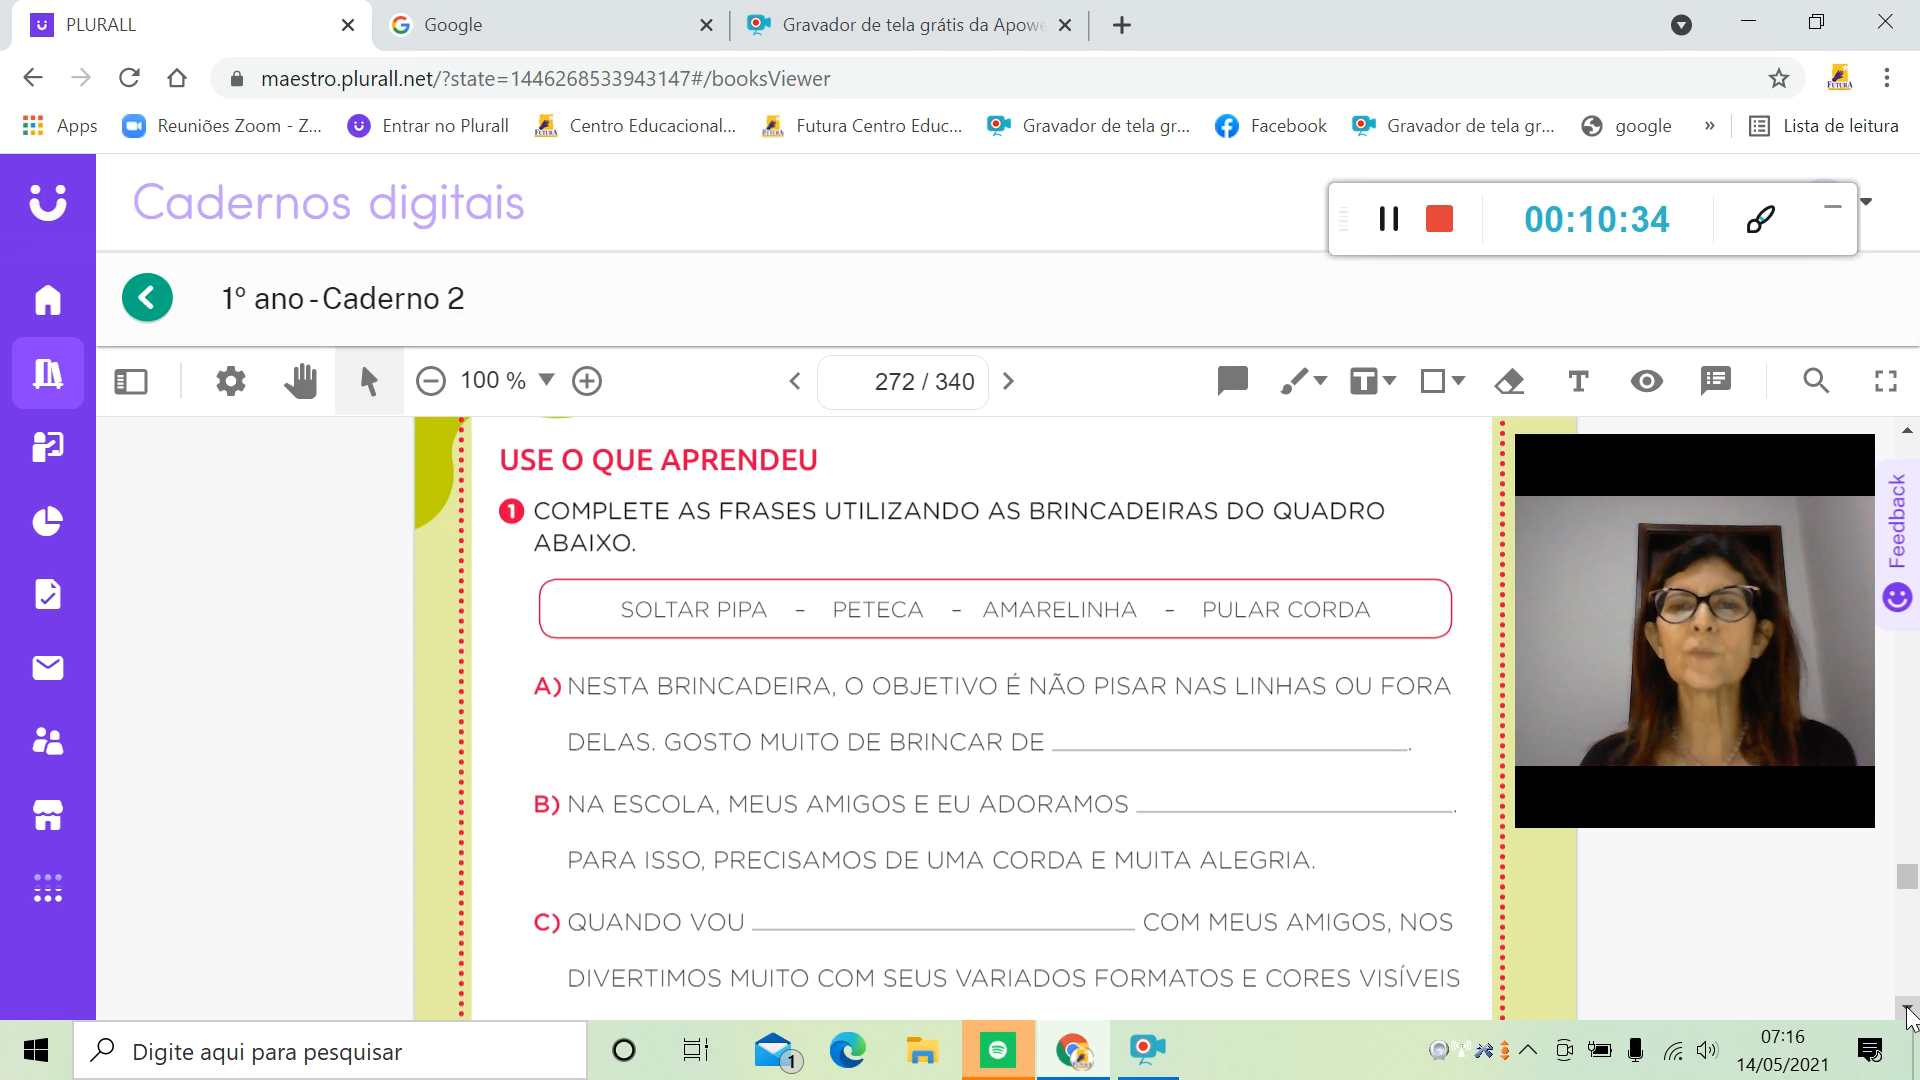 PLURALL
Google
Gravador de tela grátis da Apowe
maestro.plurall.net/?state=1446268533943147#/booksViewer
FUTURA
Apps
Reuniões Zoom - Z...
Entrar no Plurall
Centro Educacional...
Futura Centro Educ...
Gravador de tela gr...
Facebook
Gravador de tela gr...
google
»
Lista de leitura
Cadernos digitais
00:10:34
1º ano - Caderno 2
100 %
272 / 340
USE O QUE APRENDEU
1 COMPLETE AS FRASES UTILIZANDO AS BRINCADEIRAS DO QUADRO
ABAIXO.
SOLTAR PIPA - PETECA - AMARELINHA - PULAR CORDA
A) NESTA BRINCADEIRA, O OBJETIVO É NÃO PISAR NAS LINHAS OU FORA
DELAS. GOSTO MUITO DE BRINCAR DE ____________________.
B) NA ESCOLA, MEUS AMIGOS E EU ADORAMOS ____________________.
PARA ISSO, PRECISAMOS DE UMA CORDA E MUITA ALEGRIA.
C) QUANDO VOU ____________________ COM MEUS AMIGOS, NOS
DIVERTIMOS MUITO COM SEUS VARIADOS FORMATOS E CORES VISÍVEIS
Feedback
Digite aqui para pesquisar
1
07:16
14/05/2021